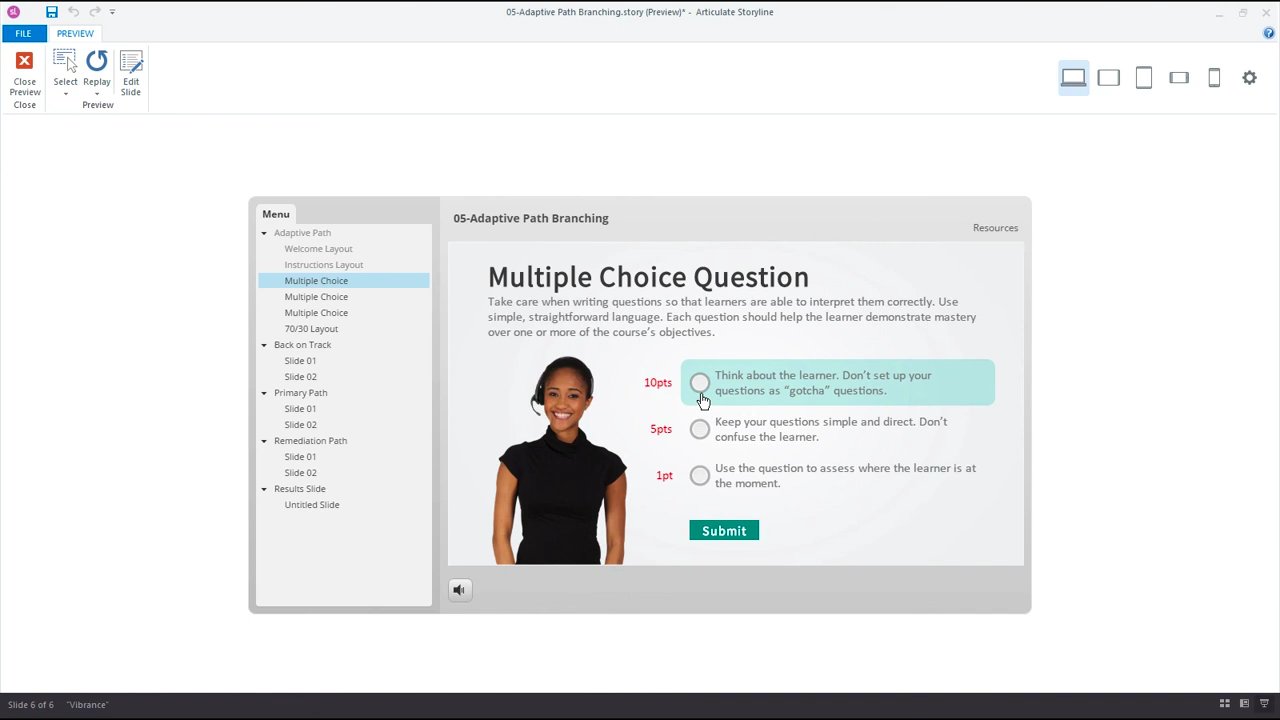 sl
05-Adaptive Path Branching.story (Preview)* - Articulate Storyline
FILE
PREVIEW
?
Close
Preview
Select
Replay
Edit
Slide
Close
Preview
Menu
Adaptive Path
Welcome Layout
Instructions Layout
Multiple Choice
Multiple Choice
Multiple Choice
70/30 Layout
Back on Track
Slide 01
Slide 02
Primary Path
Slide 01
Slide 02
Remediation Path
Slide 01
Slide 02
Results Slide
Untitled Slide
05-Adaptive Path Branching
Resources
Multiple Choice Question
Take care when writing questions so that learners are able to interpret them correctly. Use
simple, straightforward language. Each question should help the learner demonstrate mastery
over one or more of the course's objectives.
10pts
Think about the learner. Don't set up your
questions as “gotcha” questions.
5pts
Keep your questions simple and direct. Don't
confuse the learner.
1pt
Use the question to assess where the learner is at
the moment.
Submit
Slide 6 of 6 "Vibrance"